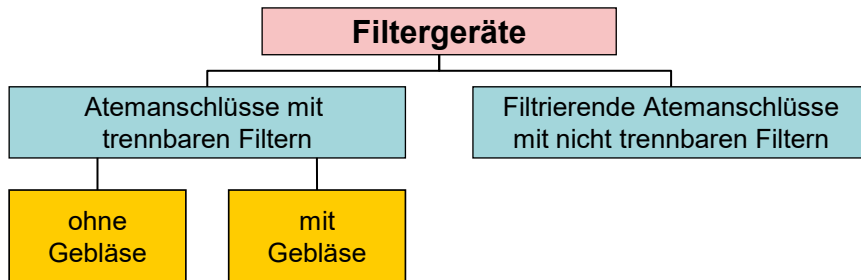 Filtergeräte
Atemanschlüsse mit
trennbaren Filtern
Filtrierende Atemanschlüsse
mit nicht trennbaren Filtern
ohne
Gebläse
mit
Gebläse